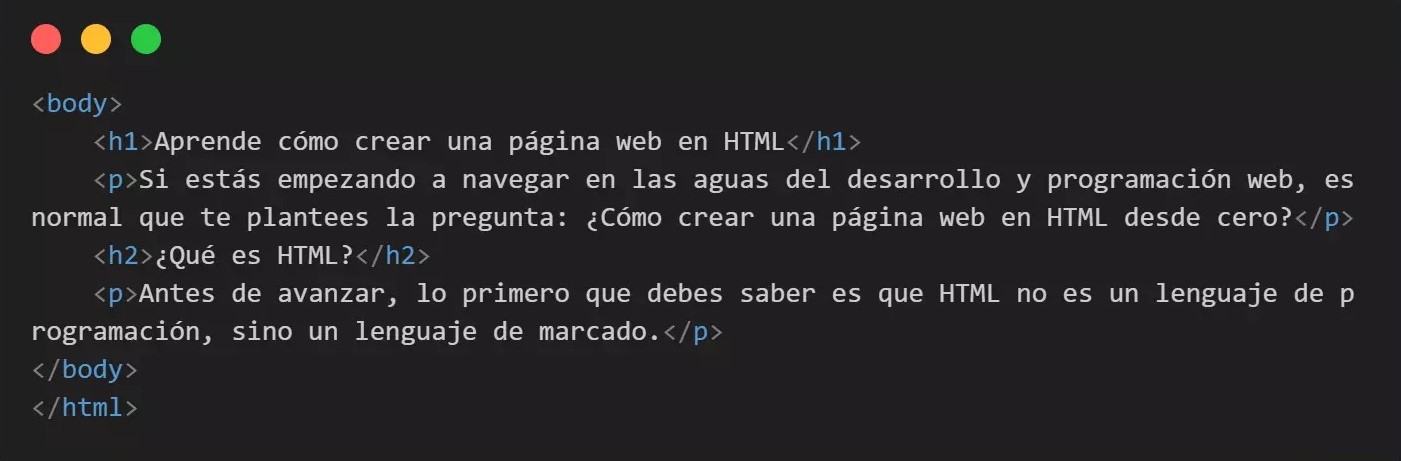 <body>
    <h1>Aprende cómo crear una página web en HTML</h1>
    <p>Si estás empezando a navegar en las aguas del desarrollo y programación web, es
normal que te plantees la pregunta: ¿Cómo crear una página web en HTML desde cero?</p>
    <h2>¿Qué es HTML?</h2>
    <p>Antes de avanzar, lo primero que debes saber es que HTML no es un lenguaje de p
rogramación, sino un lenguaje de marcado.</p>
</body>
</html>